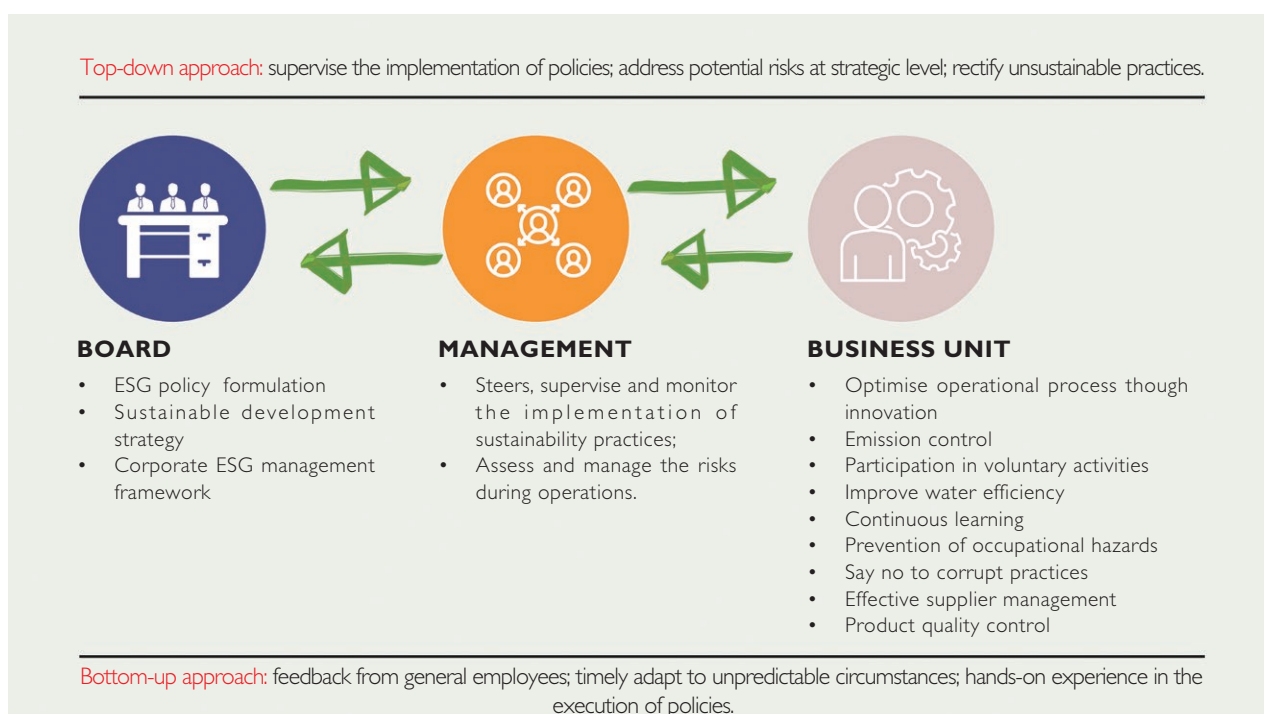 Top-down approach: supervise the implementation of policies; address potential risks at strategic level; rectify unsustainable practices.
BOARD
• ESG policy formulation
• Sustainable development
strategy
• Corporate ESG management
framework
MANAGEMENT
• Steers, supervise and monitor
the implementation of
sustainability practices;
• Assess and manage the risks
during operations.
BUSINESS UNIT
• Optimise operational process though
innovation
• Emission control
• Participation in voluntary activities
• Improve water efficiency
• Continuous learning
• Prevention of occupational hazards
• Say no to corrupt practices
• Effective supplier management
• Product quality control
Bottom-up approach: feedback from general employees; timely adapt to unpredictable circumstances; hands-on experience in the
execution of policies.